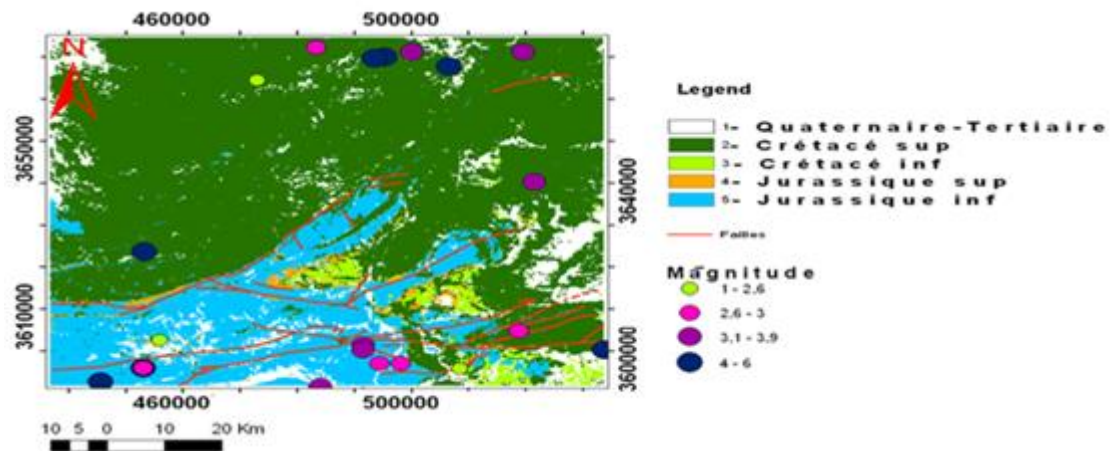 460000 500000
N
3650000
3610000
3640000
3600000
460000 500000
10 5 0 10 20 Km
Legend
1- Quaternaire-Tertiaire
2- Crétacé sup
3- Crétacé inf
4- Jurassique sup
5- Jurassique inf
Failles
Magnitude
1 - 2,6
2,6 - 3
3,1 - 3,9
4 - 6